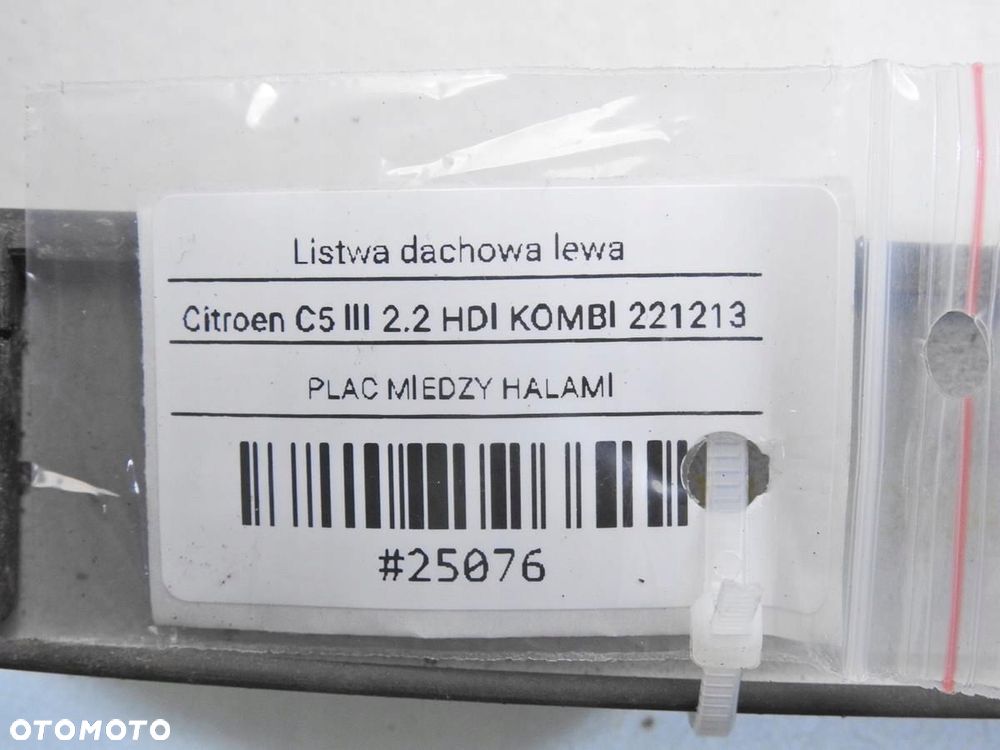 Listwa dachowa lewa
Citroen C5 III 2.2 HDI KOMBI 221213
PLAC MIEDZY HALAMI
#25076
OTOMOTO